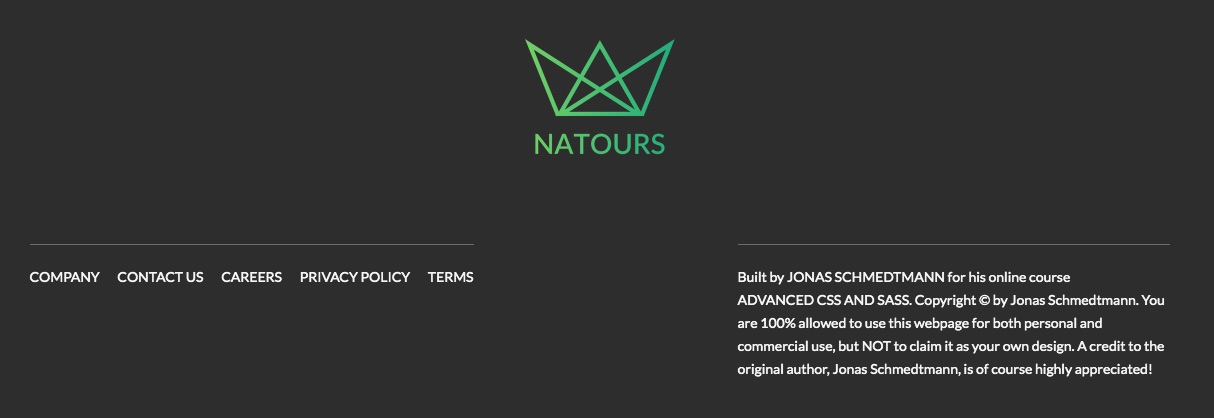 NATOURS
COMPANY CONTACT US CAREERS PRIVACY POLICY TERMS
Built by JONAS SCHMEDTMANN for his online course
ADVANCED CSS AND SASS. Copyright © by Jonas Schmedtmann. You
are 100% allowed to use this webpage for both personal and
commercial use, but NOT to claim it as your own design. A credit to the
original author, Jonas Schmedtmann, is of course highly appreciated!